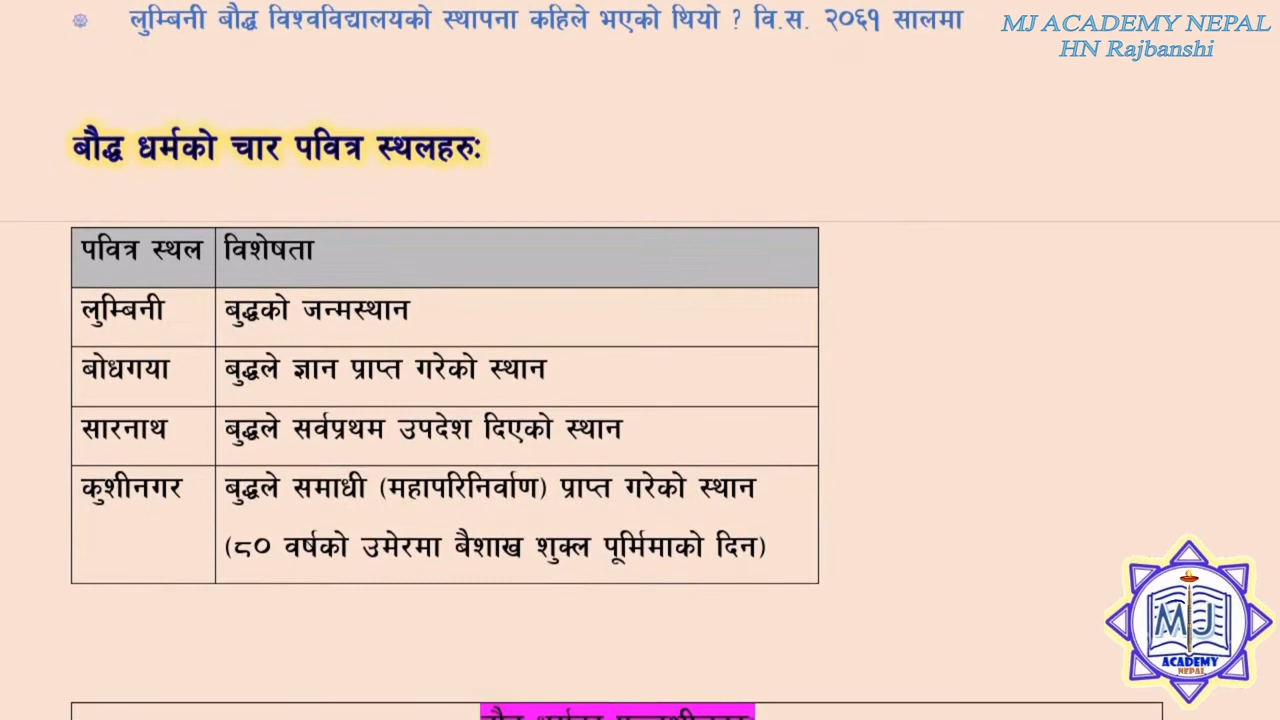 लुम्बिनी बौद्ध विश्वविद्यालयको स्थापना कहिले भएको थियो ? वि.स. २०६१ सालमा
MJ ACADEMY NEPAL
HN Rajbanshi
बौद्ध धर्मको चार पवित्र स्थलहरुः
पवित्र स्थल विशेषता
लुम्बिनी बुद्धको जन्मस्थान
बोधगया बुद्धले ज्ञान प्राप्त गरेको स्थान
सारनाथ बुद्धले सर्वप्रथम उपदेश दिएको स्थान
कुशीनगर बुद्धले समाधी (महापरिनिर्वाण) प्राप्त गरेको स्थान
(८० वर्षको उमेरमा बैशाख शुक्ल पूर्मिमाको दिन)
MJ
ACADEMY
NEPAL